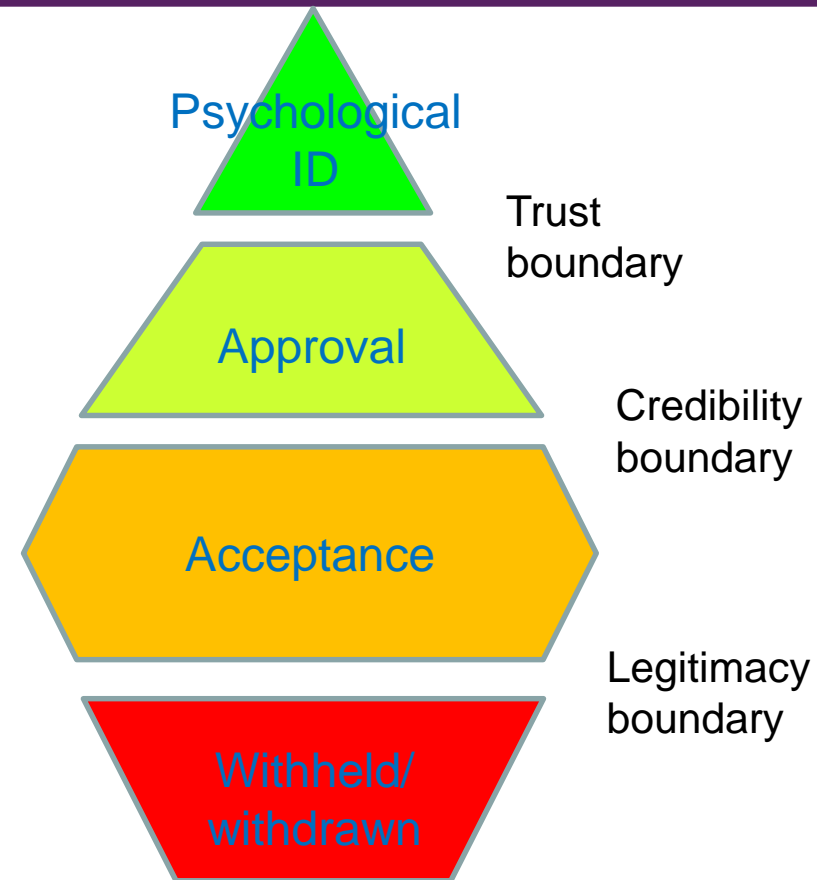 Psychological
ID
Trust
boundary
Approval
Credibility
boundary
Acceptance
Legitimacy
boundary
Withheld/
withdrawn